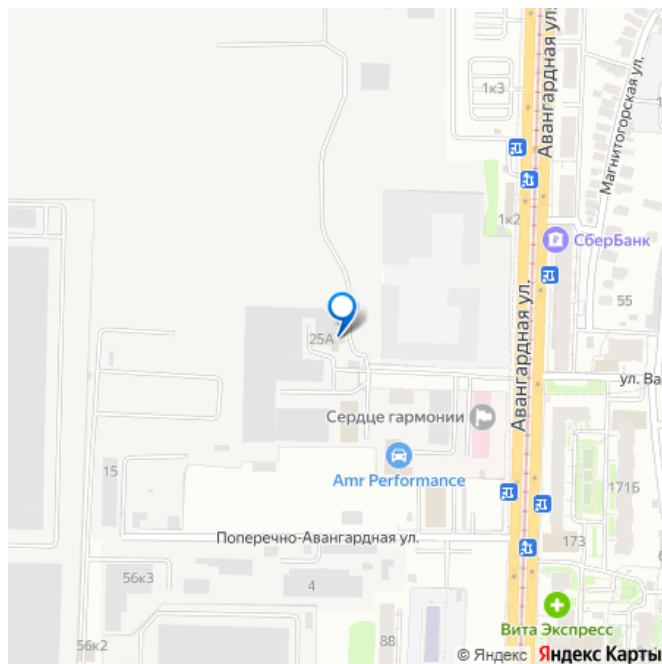 Авангардная ул.
Магнитогорская ул.
1к3
1к2
СберБанк
55
25А
Авангардная ул.
ул. Ва
Сердце гармонии
Amr Performance
15
171Б
Поперечно-Авангардная ул.
173
56к3
4
Вита Экспресс
88
56к2
© Яндекс Яндекс Карты